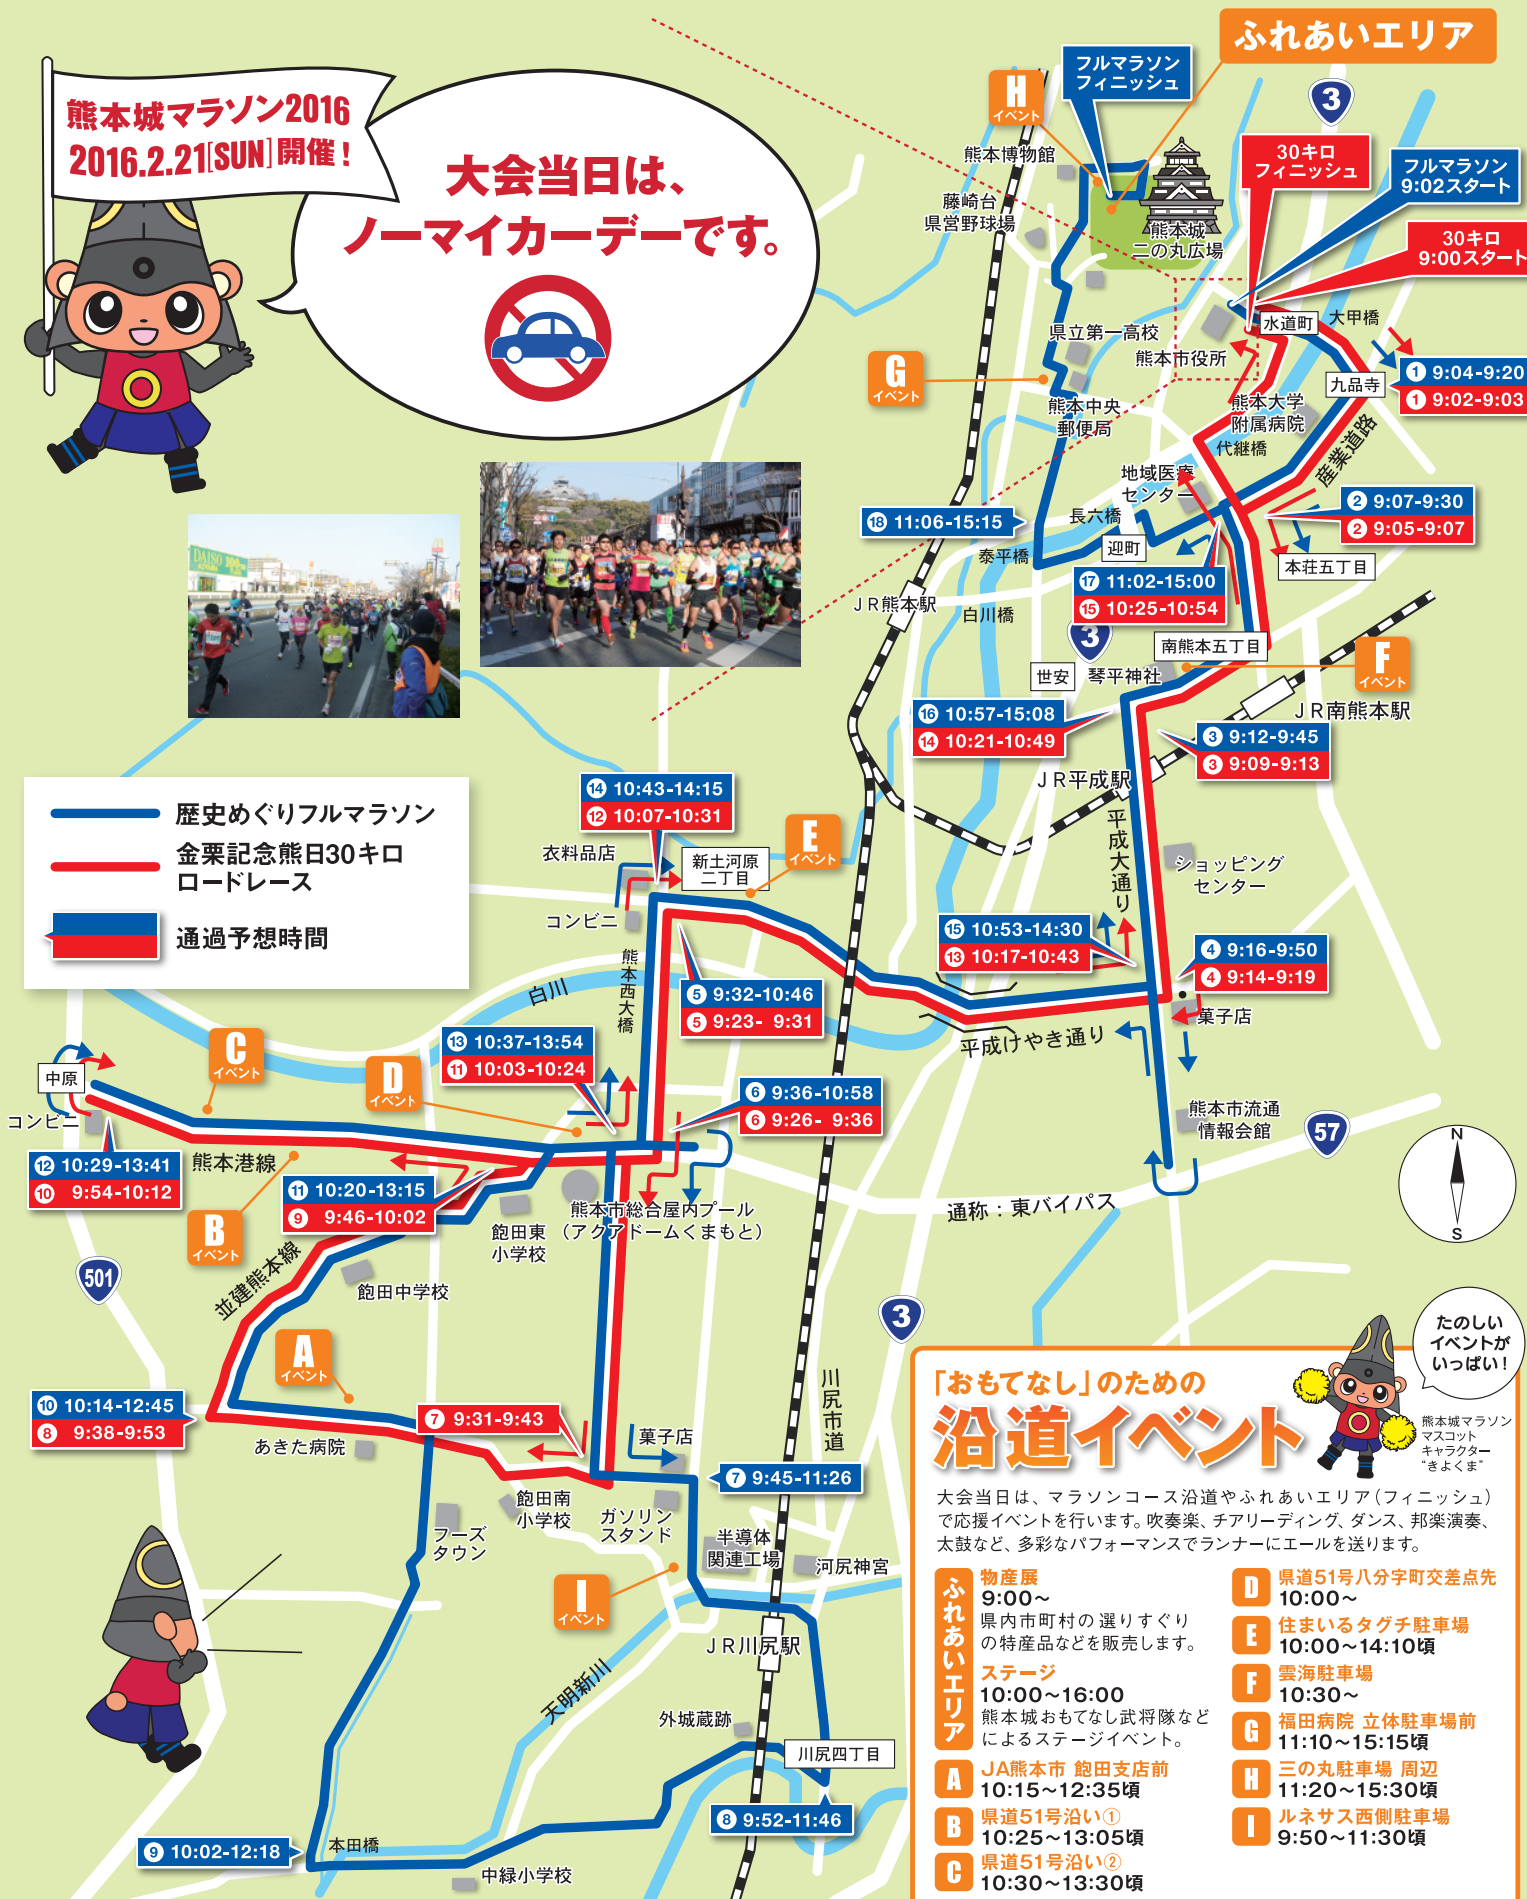 熊本城マラソン2016
2016.2.21[SUN]開催！
大会当日は、
ノーマイカーデーです。
ふれあいエリア
H
イベント
フルマラソン
フィニッシュ
3
熊本博物館
藤崎台
県営野球場
熊本城
二の丸広場
30キロ
フィニッシュ
フルマラソン
9:02スタート
30キロ
9:00スタート
水道町
大甲橋
県立第一高校
熊本市役所
九品寺
① 9:04-9:20
① 9:02-9:03
G
イベント
熊本中央
郵便局
熊本大学
附属病院
代継橋
産業道路
地域医療
センター
② 9:07-9:30
② 9:05-9:07
⑱ 11:06-15:15
長六橋
泰平橋
迎町
本荘五丁目
⑰ 11:02-15:00
⑮ 10:25-10:54
JR熊本駅
白川橋
3
南熊本五丁目
F
イベント
世安
琴平神社
JR南熊本駅
⑯ 10:57-15:08
⑭ 10:21-10:49
③ 9:12-9:45
③ 9:09-9:13
JR平成駅
歴史めぐりフルマラソン
金栗記念熊日30キロ
ロードレース
通過予想時間
⑭ 10:43-14:15
⑫ 10:07-10:31
E
イベント
衣料品店
新土河原
二丁目
コンビニ
平成大通り
ショッピング
センター
⑮ 10:53-14:30
⑬ 10:17-10:43
④ 9:16-9:50
④ 9:14-9:19
菓子店
熊本西大橋
白川
⑤ 9:32-10:46
⑤ 9:23- 9:31
平成けやき通り
C
イベント
D
イベント
⑬ 10:37-13:54
⑪ 10:03-10:24
⑥ 9:36-10:58
⑥ 9:26- 9:36
中原
コンビニ
熊本市流通
情報会館
57
N
S
⑫ 10:29-13:41
⑩ 9:54-10:12
熊本港線
⑪ 10:20-13:15
⑨ 9:46-10:02
B
イベント
飽田東
小学校
熊本市総合屋内プール
（アクアドームくまもと）
通称：東バイパス
501
並建熊本線
飽田中学校
3
A
イベント
⑩ 10:14-12:45
⑧ 9:38-9:53
あきた病院
⑦ 9:31-9:43
菓子店
川尻市道
⑦ 9:45-11:26
飽田南
小学校
ガソリン
スタンド
フーズ
タウン
半導体
関連工場
河尻神宮
I
イベント
JR川尻駅
天明新川
外城蔵跡
川尻四丁目
⑧ 9:52-11:46
⑨ 10:02-12:18
本田橋
中緑小学校
たのしい
イベントが
いっぱい！
「おもてなし」のための
沿道イベント
熊本城マラソン
マスコット
キャラクター
“きよくま”
大会当日は、マラソンコース沿道やふれあいエリア（フィニッシュ）
で応援イベントを行います。吹奏楽、チアリーディング、ダンス、邦楽演奏、
太鼓など、多彩なパフォーマンスでランナーにエールを送ります。
ふれあいエリア
物産展
9:00～
県内市町村の選りすぐり
の特産品などを販売します。
ステージ
10:00～16:00
熊本城おもてなし武将隊など
によるステージイベント。
A
JA熊本市 飽田支店前
10:15～12:35頃
B
県道51号沿い①
10:25～13:05頃
C
県道51号沿い②
10:30～13:30頃
D
県道51号八分字町交差点先
10:00～
E
住まいるタグチ駐車場
10:00～14:10頃
F
雲海駐車場
10:30～
G
福田病院 立体駐車場前
11:10～15:15頃
H
三の丸駐車場 周辺
11:20～15:30頃
I
ルネサス西側駐車場
9:50～11:30頃